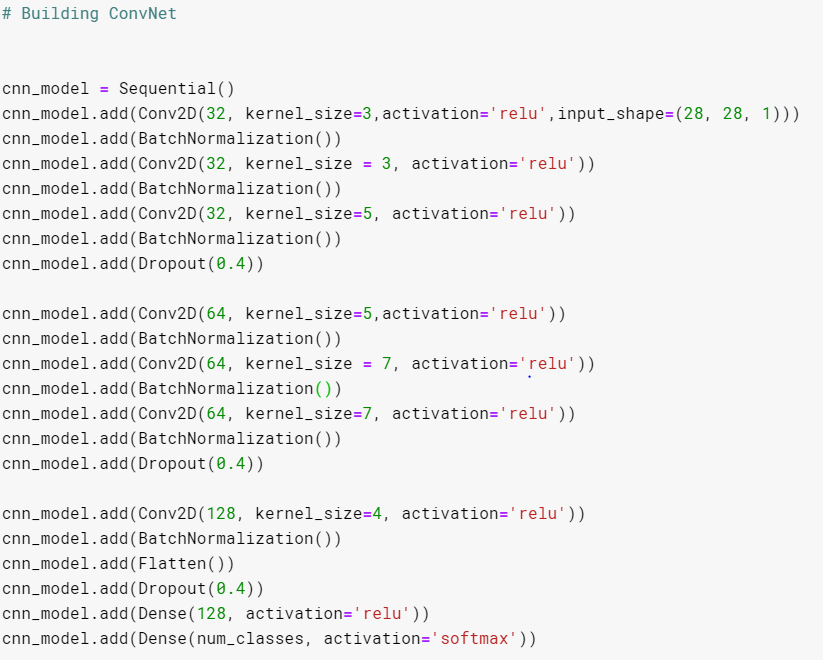 # Building ConvNet
cnn_model = Sequential()
cnn_model.add(Conv2D(32, kernel_size=3,activation='relu',input_shape=(28, 28, 1)))
cnn_model.add(BatchNormalization())
cnn_model.add(Conv2D(32, kernel_size = 3, activation='relu'))
cnn_model.add(BatchNormalization())
cnn_model.add(Conv2D(32, kernel_size=5, activation='relu'))
cnn_model.add(BatchNormalization())
cnn_model.add(Dropout(0.4))
cnn_model.add(Conv2D(64, kernel_size=5,activation='relu'))
cnn_model.add(BatchNormalization())
cnn_model.add(Conv2D(64, kernel_size = 7, activation='relu'))
cnn_model.add(BatchNormalization())
cnn_model.add(Conv2D(64, kernel_size=7, activation='relu'))
cnn_model.add(BatchNormalization())
cnn_model.add(Dropout(0.4))
cnn_model.add(Conv2D(128, kernel_size=4, activation='relu'))
cnn_model.add(BatchNormalization())
cnn_model.add(Flatten())
cnn_model.add(Dropout(0.4))
cnn_model.add(Dense(128, activation='relu'))
cnn_model.add(Dense(num_classes, activation='softmax'))